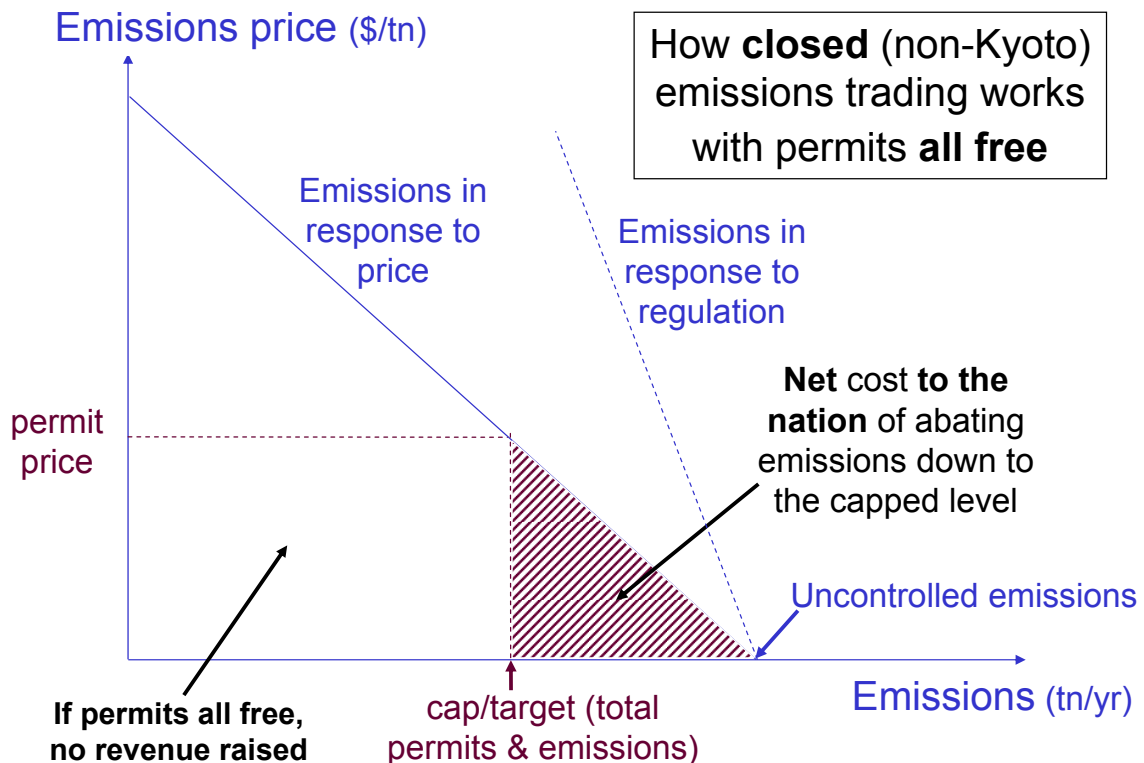 Emissions price ($/tn)
How closed (non-Kyoto)
emissions trading works
with permits all free
Emissions in
response to
price
Emissions in
response to
regulation
Net cost to the
nation of abating
emissions down to
the capped level
permit
price
Uncontrolled emissions
Emissions (tn/yr)
If permits all free,
no revenue raised
cap/target (total
permits & emissions)